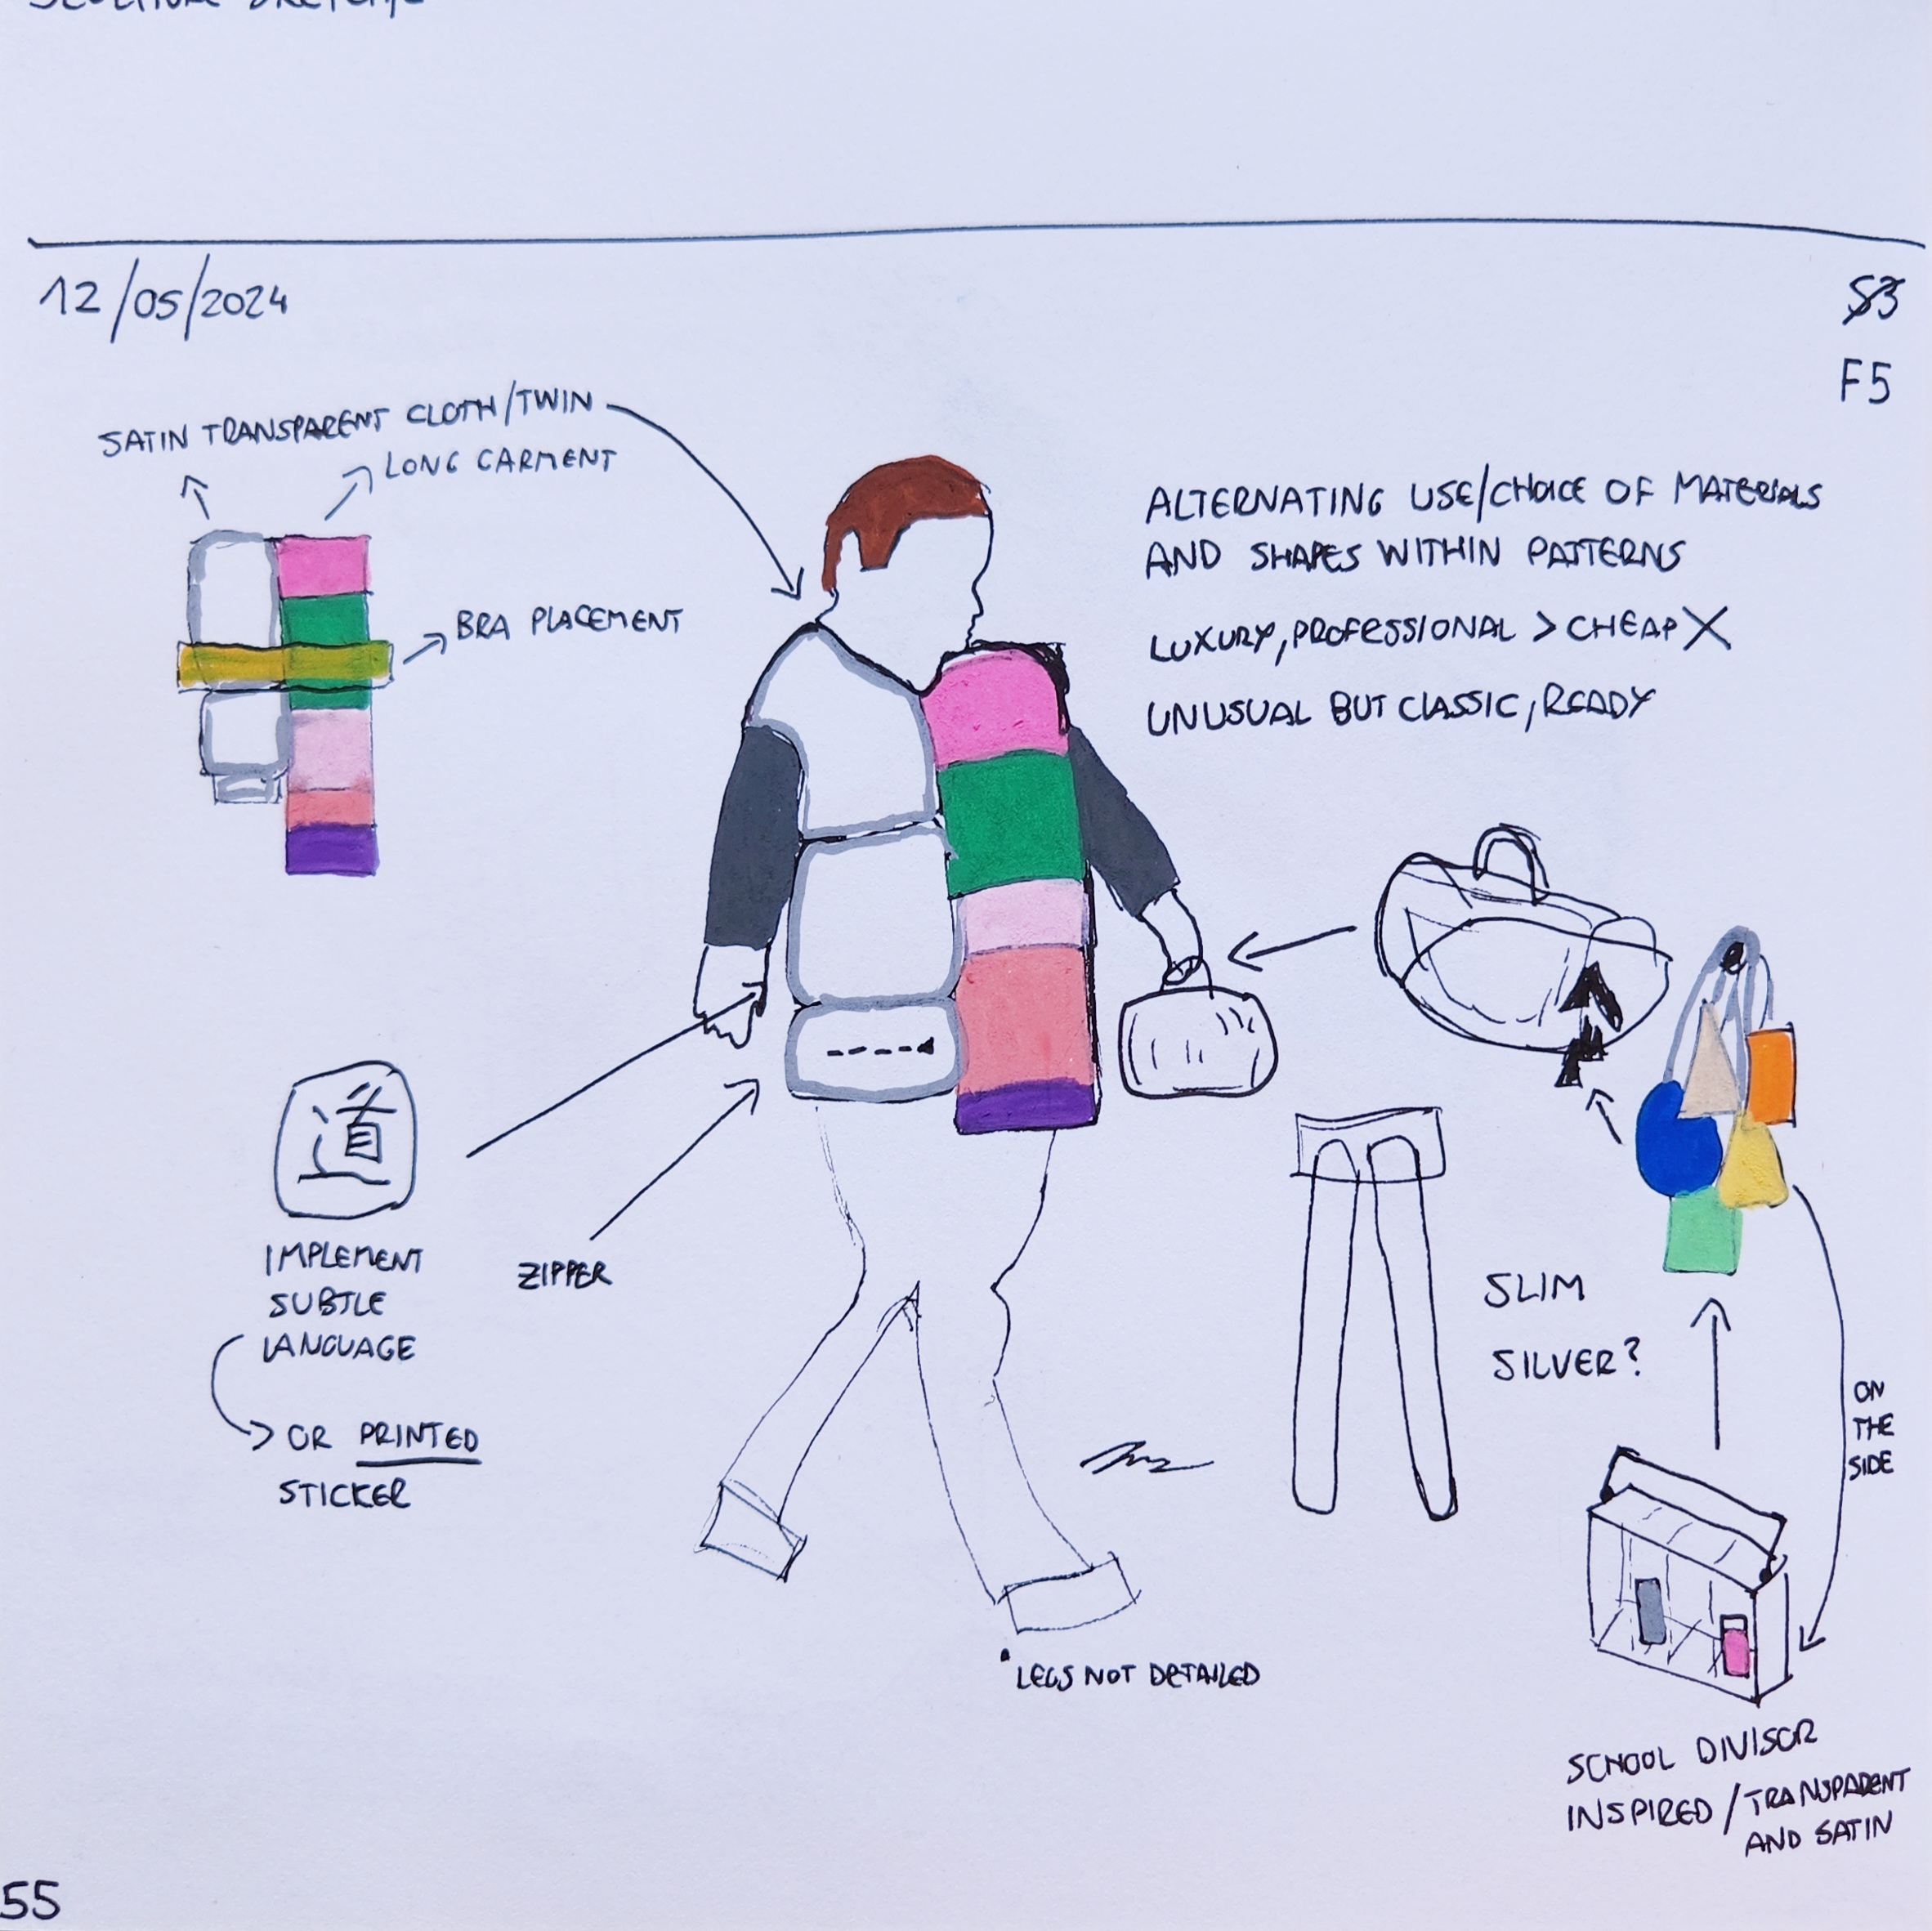 12/05/2024
S3
F5
SATIN TRANSPARENT CLOTH/TWIN
LONG GARMENT
BRA PLACEMENT
ALTERNATING USE/CHOICE OF MATERIALS
AND SHAPES WITHIN PATTERNS
LUXURY, PROFESSIONAL > CHEAP X
UNUSUAL BUT CLASSIC, READY
道
IMPLEMENT
SUBTLE
LANGUAGE
OR PRINTED
STICKER
ZIPPER
SLIM
SILVER?
ON
THE
SIDE
LEGS NOT DETAILED
SCHOOL DIVISOR
INSPIRED / TRANSPARENT
AND SATIN
55